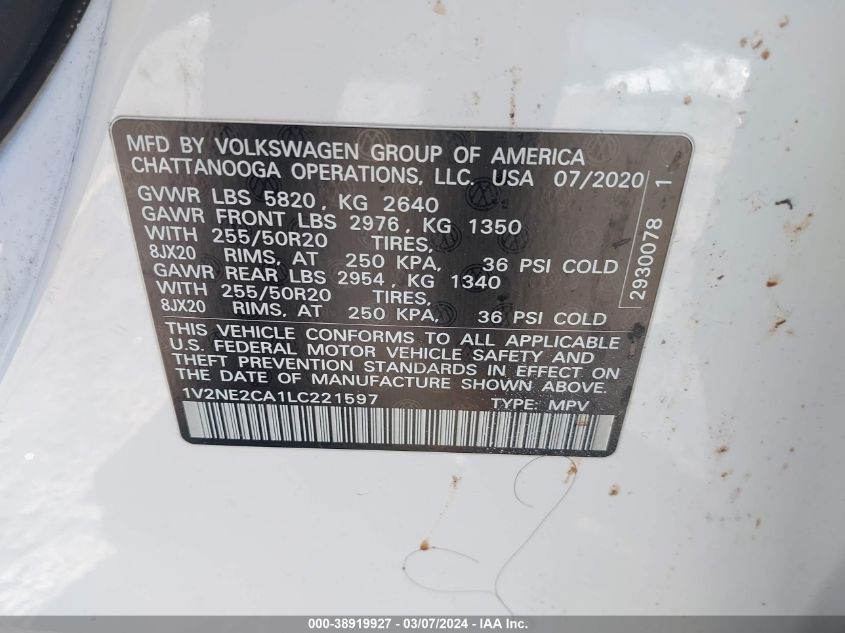 MFD BY VOLKSWAGEN GROUP OF AMERICA
CHATTANOOGA OPERATIONS, LLC. USA 07/2020
GVWR LBS 5820, KG 2640
GAWR FRONT LBS 2976, KG 1350
WITH 255/50R20 TIRES,
8JX20 RIMS, AT 250 KPA, 36 PSI COLD
GAWR REAR LBS 2954, KG 1340
WITH 255/50R20 TIRES,
8JX20 RIMS, AT 250 KPA, 36 PSI COLD
THIS VEHICLE CONFORMS TO ALL APPLICABLE
U.S. FEDERAL MOTOR VEHICLE SAFETY AND
THEFT PREVENTION STANDARDS IN EFFECT ON
THE DATE OF MANUFACTURE SHOWN ABOVE.
1V2NE2CA1LC221597 TYPE: MPV
2930078 1
000-38919927 - 03/07/2024 - IAA Inc.